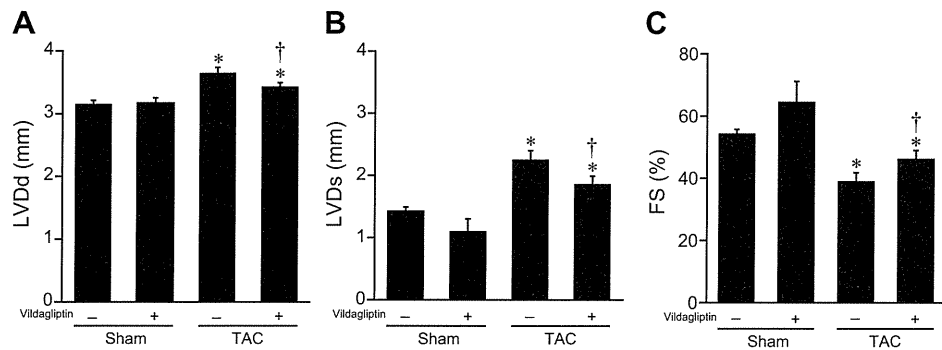 A
B
C
4
3
2
1
0
LVDd (mm)
*
†
*
Vildagliptin
–
+
–
+
Sham
TAC
4
3
2
1
0
LVDs (mm)
*
†
*
Vildagliptin
–
+
–
+
Sham
TAC
80
60
40
20
0
FS (%)
*
†
*
Vildagliptin
–
+
–
+
Sham
TAC